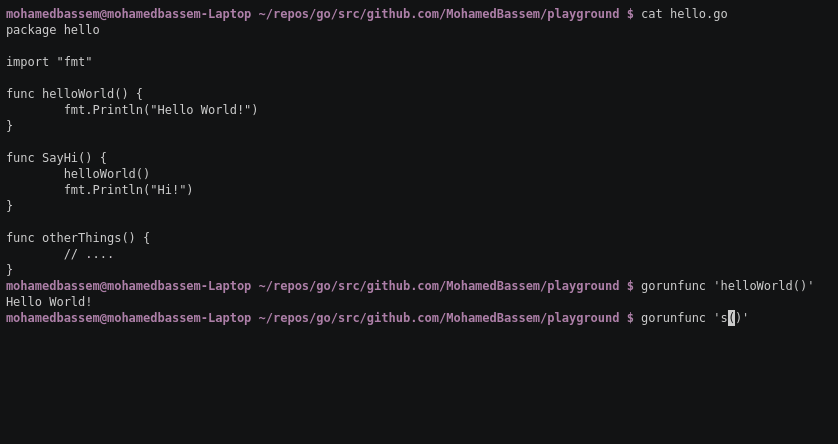 mohamedbassem@mohamedbassem-Laptop ~/repos/go/src/github.com/MohamedBassem/playground $ cat hello.go
package hello

import "fmt"

func helloWorld() {
        fmt.Println("Hello World!")
}

func SayHi() {
        helloWorld()
        fmt.Println("Hi!")
}

func otherThings() {
        // ....
}
mohamedbassem@mohamedbassem-Laptop ~/repos/go/src/github.com/MohamedBassem/playground $ gorunfunc 'helloWorld()'
Hello World!
mohamedbassem@mohamedbassem-Laptop ~/repos/go/src/github.com/MohamedBassem/playground $ gorunfunc 's()'